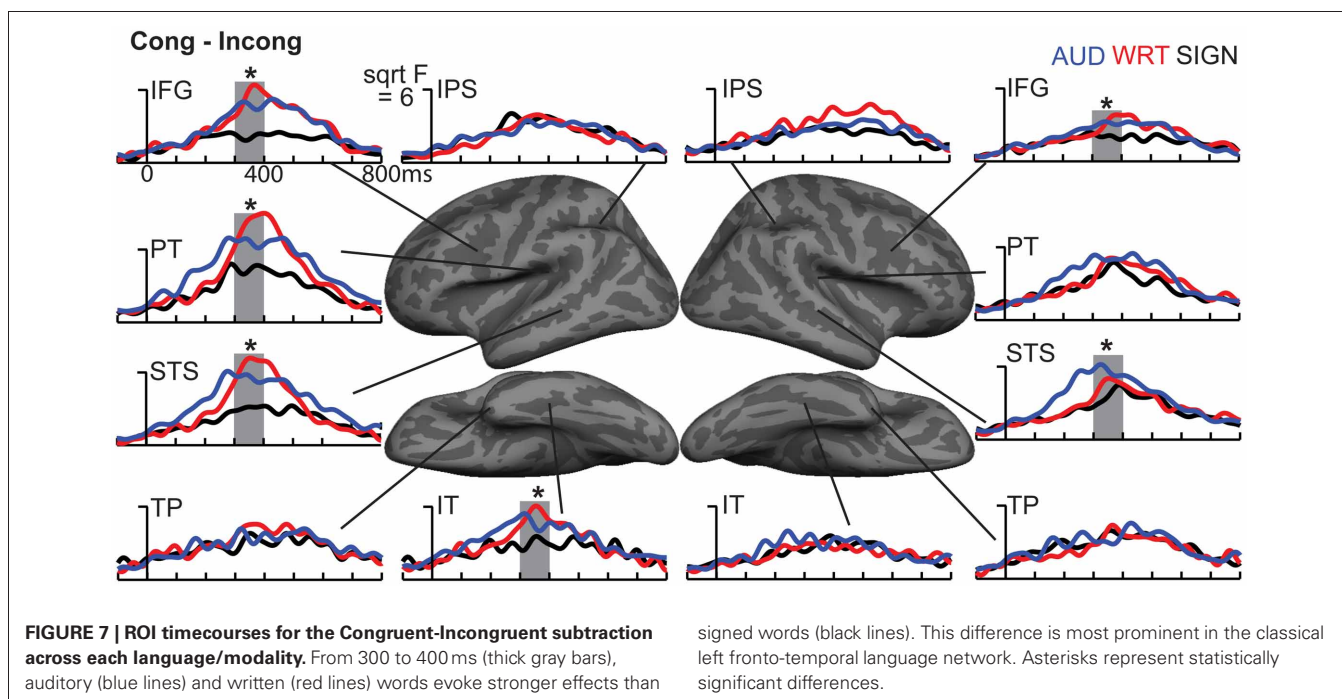 Cong - Incong
AUD WRT SIGN
IFG
*
sqrt F
= 6
IPS
IPS
IFG
*
0 400 800ms
PT
*
PT
STS
*
STS
*
TP
IT
*
IT
TP
FIGURE 7 | ROI timecourses for the Congruent-Incongruent subtraction
across each language/modality. From 300 to 400 ms (thick gray bars),
auditory (blue lines) and written (red lines) words evoke stronger effects than
signed words (black lines). This difference is most prominent in the classical
left fronto-temporal language network. Asterisks represent statistically
significant differences.